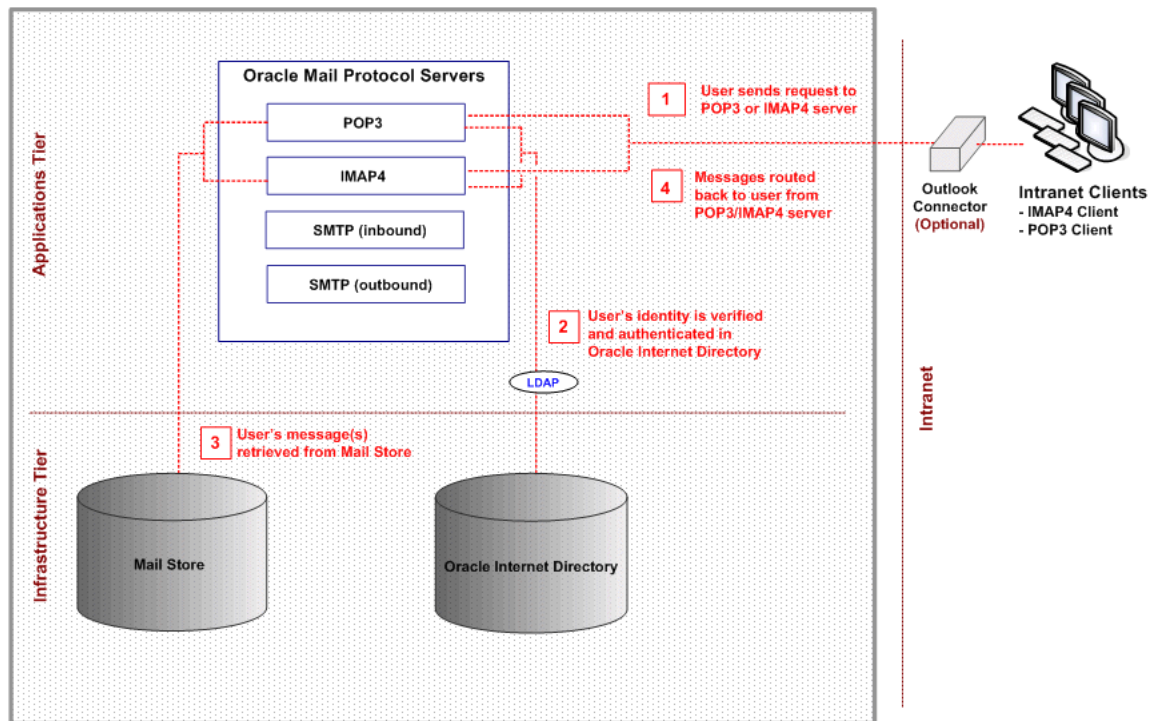 Oracle Mail Protocol Servers
POP3
IMAP4
SMTP (inbound)
SMTP (outbound)
1
User sends request to
POP3 or IMAP4 server
4
Messages routed
back to user from
POP3/IMAP4 server
2
User's identity is verified
and authenticated in
Oracle Internet Directory
LDAP
3
User's message(s)
retrieved from Mail Store
Mail Store
Oracle Internet Directory
Applications Tier
Infrastructure Tier
Intranet
Outlook
Connector
(Optional)
Intranet Clients
- IMAP4 Client
- POP3 Client